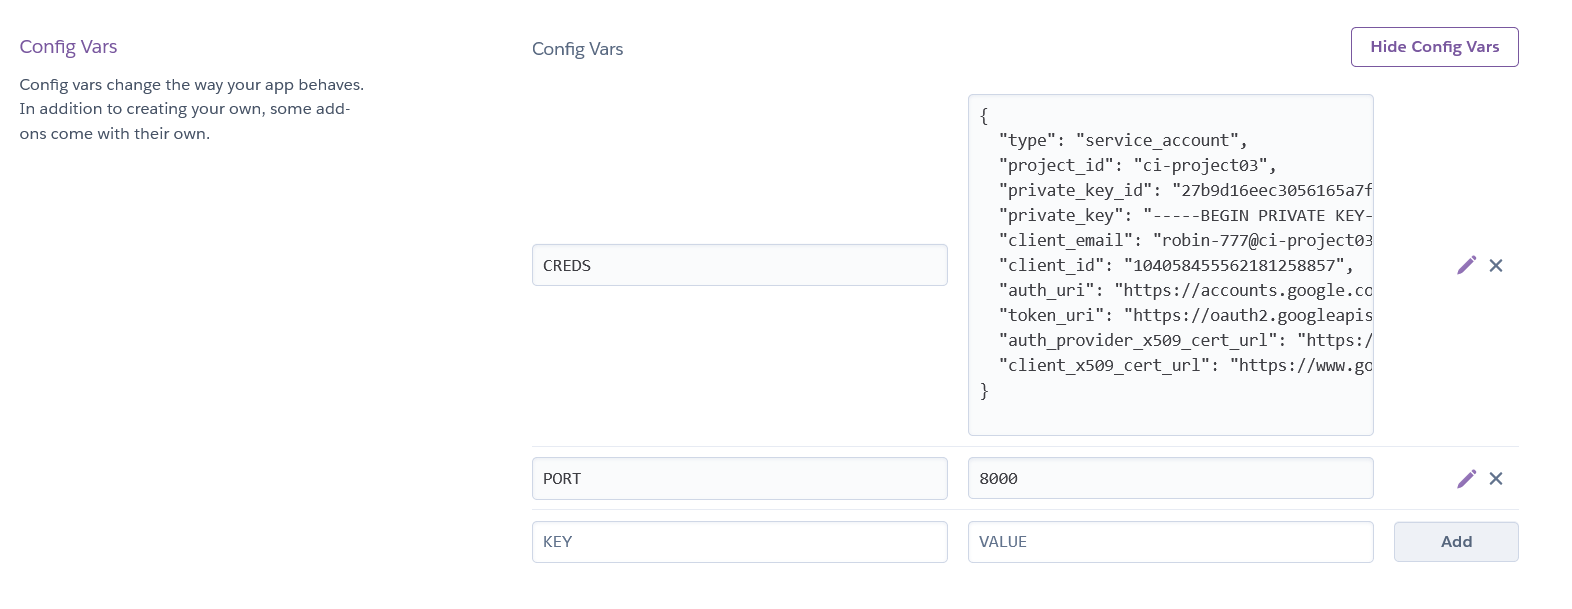 Config Vars
Config vars change the way your app behaves.
In addition to creating your own, some add-
ons come with their own.
Config Vars
Hide Config Vars
CREDS
{
  "type": "service_account",
  "project_id": "ci-project03",
  "private_key_id": "27b9d16eec3056165a7f
  "private_key": "-----BEGIN PRIVATE KEY-
  "client_email": "robin-777@ci-project03
  "client_id": "104058455562181258857",
  "auth_uri": "https://accounts.google.co
  "token_uri": "https://oauth2.googleapis
  "auth_provider_x509_cert_url": "https:/
  "client_x509_cert_url": "https://www.go
}
PORT
8000
KEY
VALUE
Add